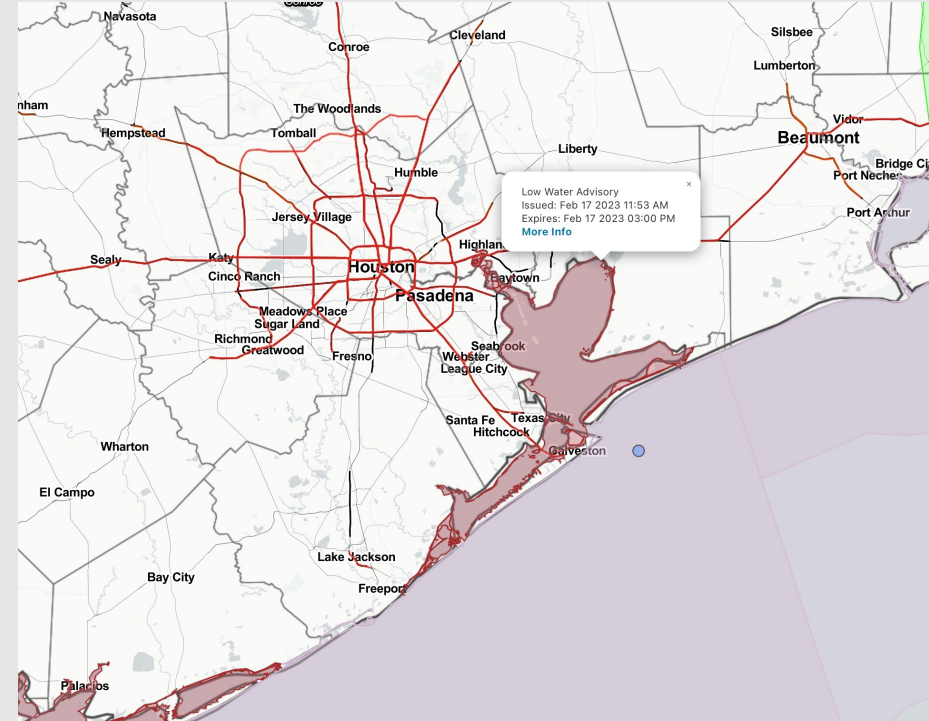 Conroe
Navasota
Cleveland
Silsbee
Conroe
Lumberton
The Woodlands
Hempstead
Tomball
Vidor
Beaumont
Liberty
Bridge
Humble
Port Neches
Low Water Advisory
Issued: Feb 17 2023 11:53 AM
Expires: Feb 17 2023 03:00 PM
More Info
×
Jersey Village
Port Arthur
Sealy
Katy
Houston
Cinco Ranch
Baytown
Pasadena
Meadows Place
Sugar Land
Richmond
Greatwood
Fresno
Seabrook
Webster
League City
Santa Fe
Texas City
Hitchcock
Wharton
Galveston
El Campo
Lake Jackson
Bay City
Freeport
Palacios